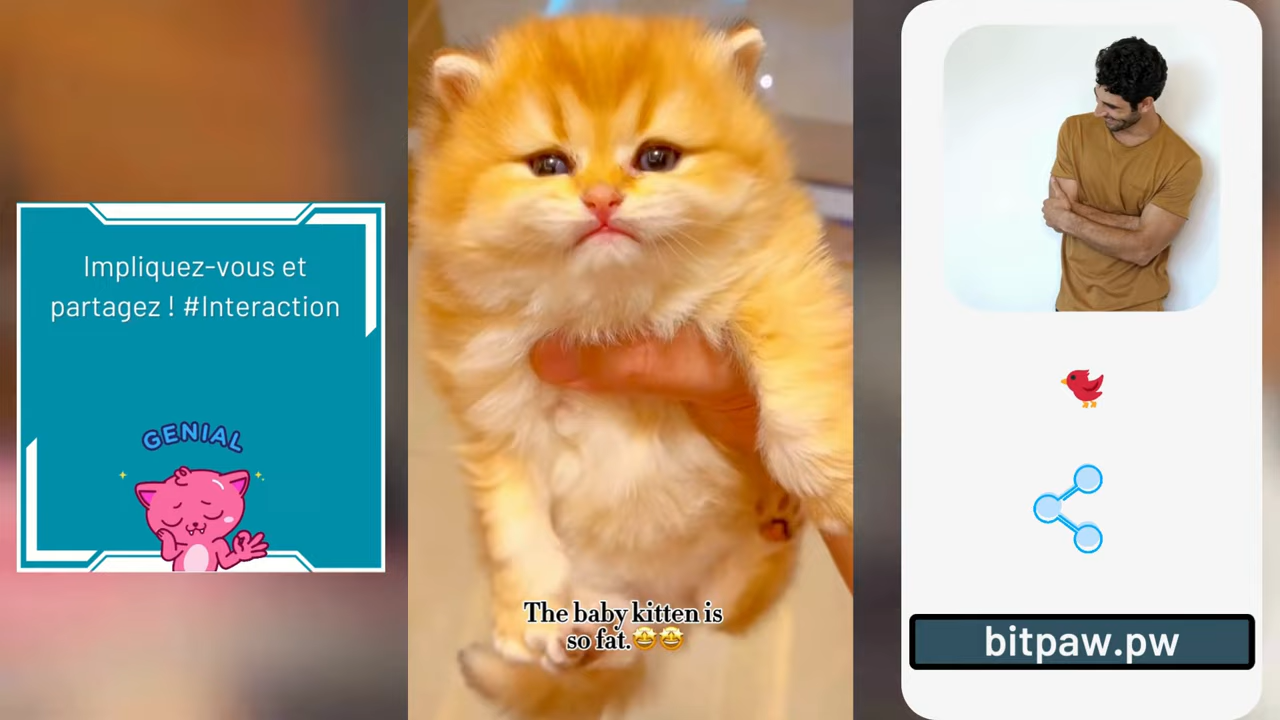 Impliquez-vous et
partagez ! #Interaction
GENIAL
The baby kitten is
so fat.🤩🤩
bitpaw.pw